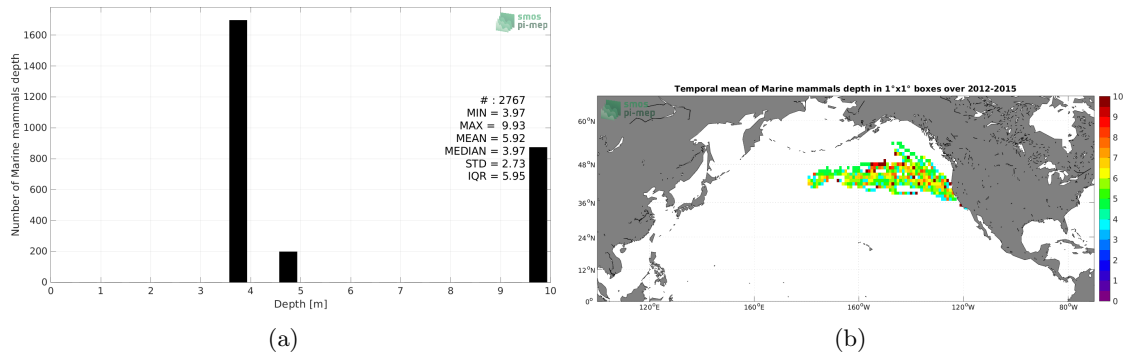 smos
pi-mep
1600
1400
1200
1000
800
600
400
200
0
Number of Marine mammals depth
# : 2767
MIN = 3.97
MAX = 9.93
MEAN = 5.92
MEDIAN = 3.97
STD = 2.73
IQR = 5.95
0 1 2 3 4 5 6 7 8 9 10
Depth [m]
(a)
Temporal mean of Marine mammals depth in 1°x1° boxes over 2012-2015
smos
pi-mep
60°N
48°N
36°N
24°N
12°N
0°
120°E 160°E 160°W 120°W 80°W
10
9
8
7
6
5
4
3
2
1
0
(b)